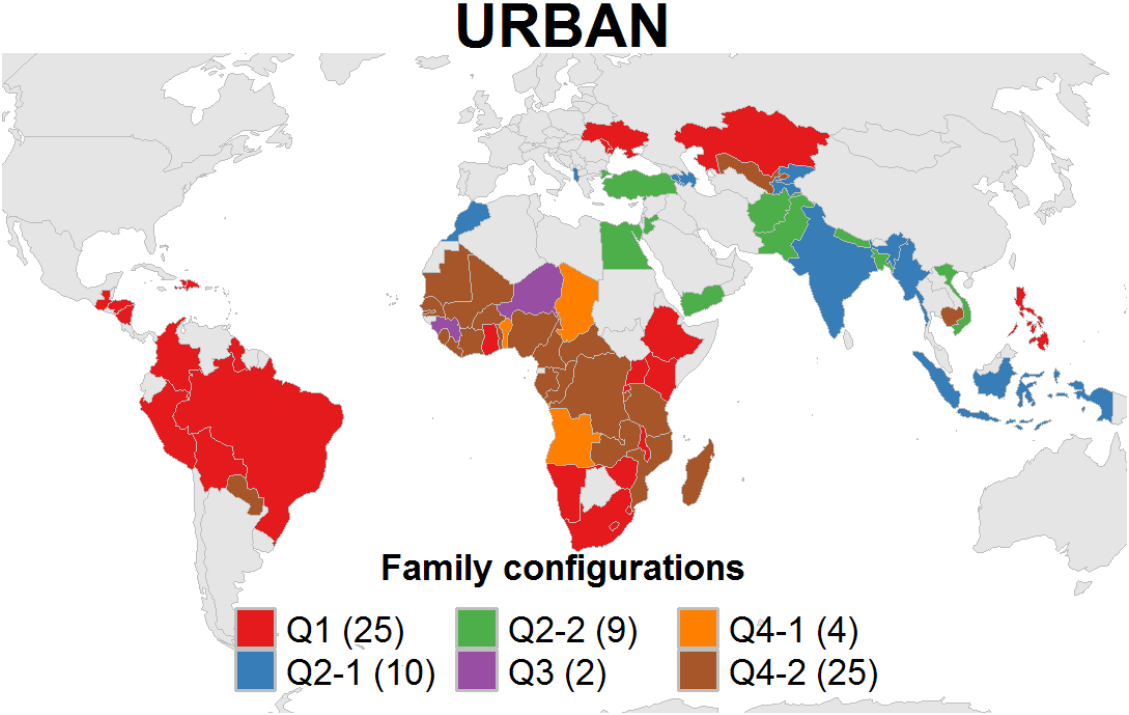 URBAN
Family configurations
Q1 (25) Q2-2 (9) Q4-1 (4)
Q2-1 (10) Q3 (2) Q4-2 (25)